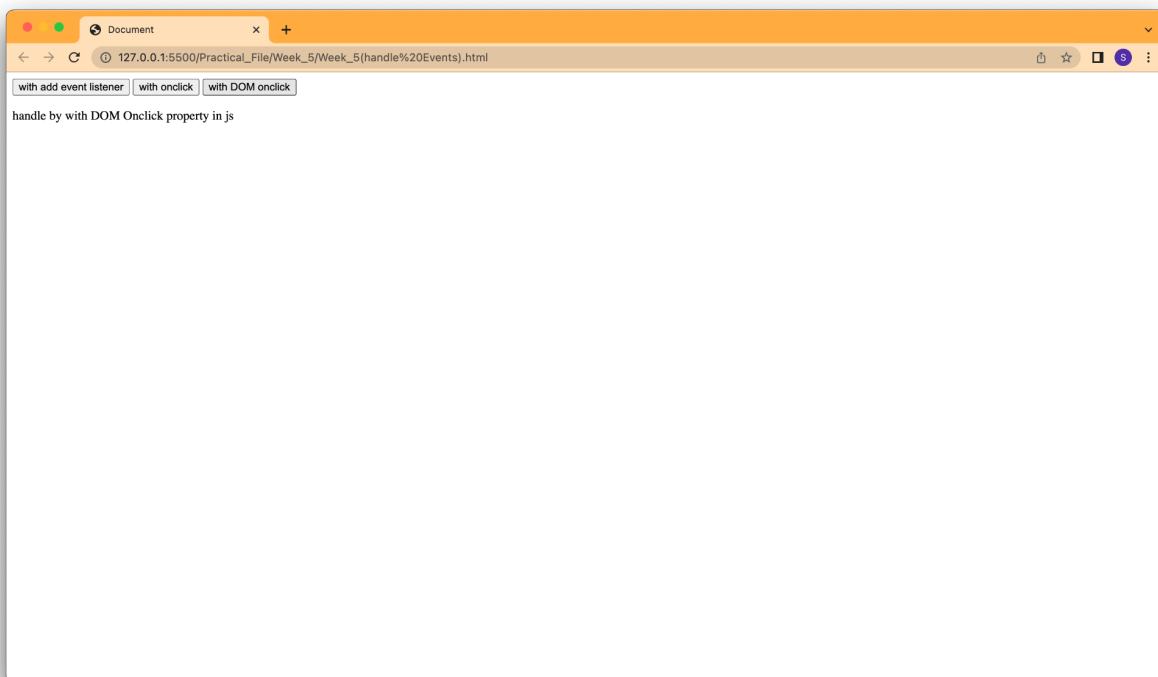 Document
127.0.0.1:5500/Practical_File/Week_5/Week_5(handle%20Events).html
S
with add event listener with onclick with DOM onclick
handle by with DOM Onclick property in js